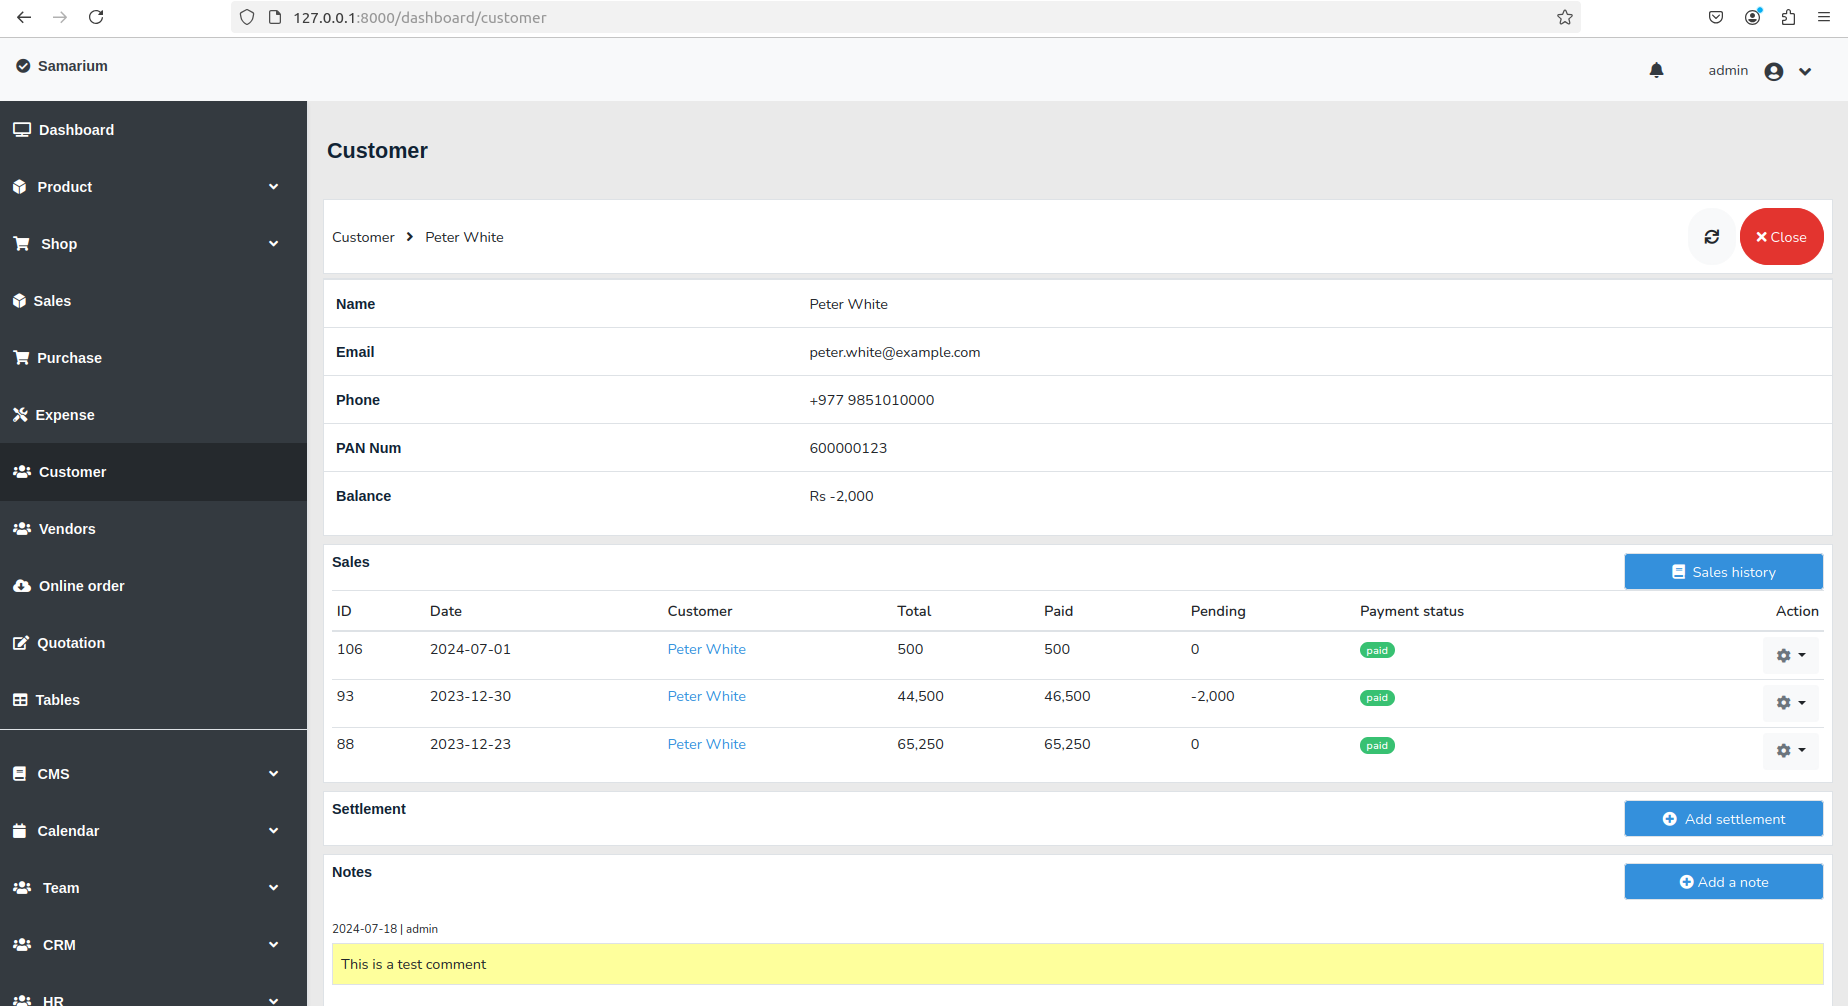 127.0.0.1:8000/dashboard/customer
Samarium
admin
Dashboard
Product
Shop
Sales
Purchase
Expense
Customer
Vendors
Online order
Quotation
Tables
CMS
Calendar
Team
CRM
HR
Customer
Customer Peter White
Close
Name Peter White
Email peter.white@example.com
Phone +977 9851010000
PAN Num 600000123
Balance Rs -2,000
Sales
Sales history
ID Date Customer Total Paid Pending Payment status Action
106 2024-07-01 Peter White 500 500 0 paid
93 2023-12-30 Peter White 44,500 46,500 -2,000 paid
88 2023-12-23 Peter White 65,250 65,250 0 paid
Settlement
Add settlement
Notes
Add a note
2024-07-18 | admin
This is a test comment